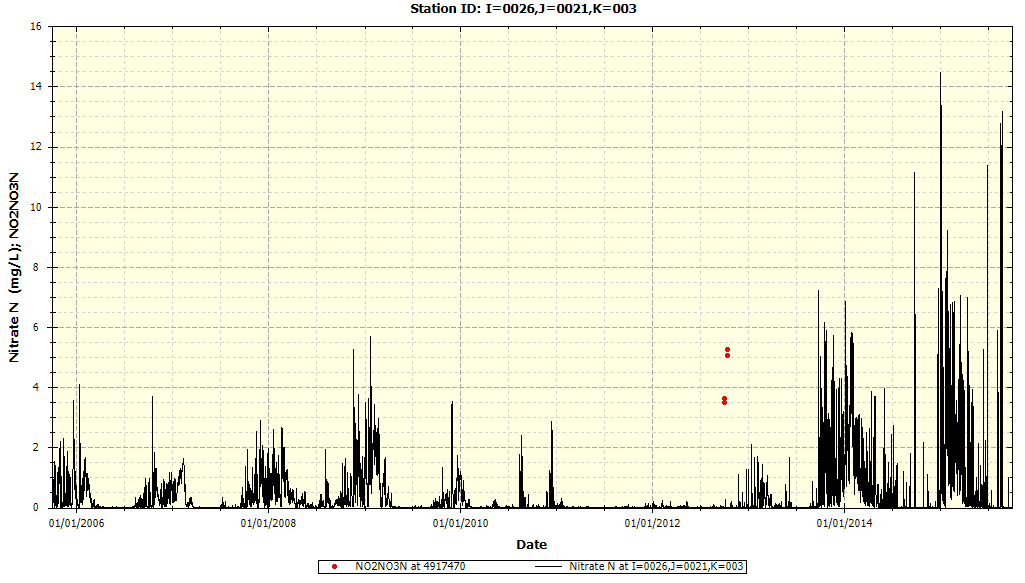 Station ID: I=0026,J=0021,K=003
Nitrate N (mg/L); NO2NO3N
16
14
12
10
8
6
4
2
0
01/01/2006 01/01/2008 01/01/2010 01/01/2012 01/01/2014
Date
NO2NO3N at 4917470 Nitrate N at I=0026,J=0021,K=003